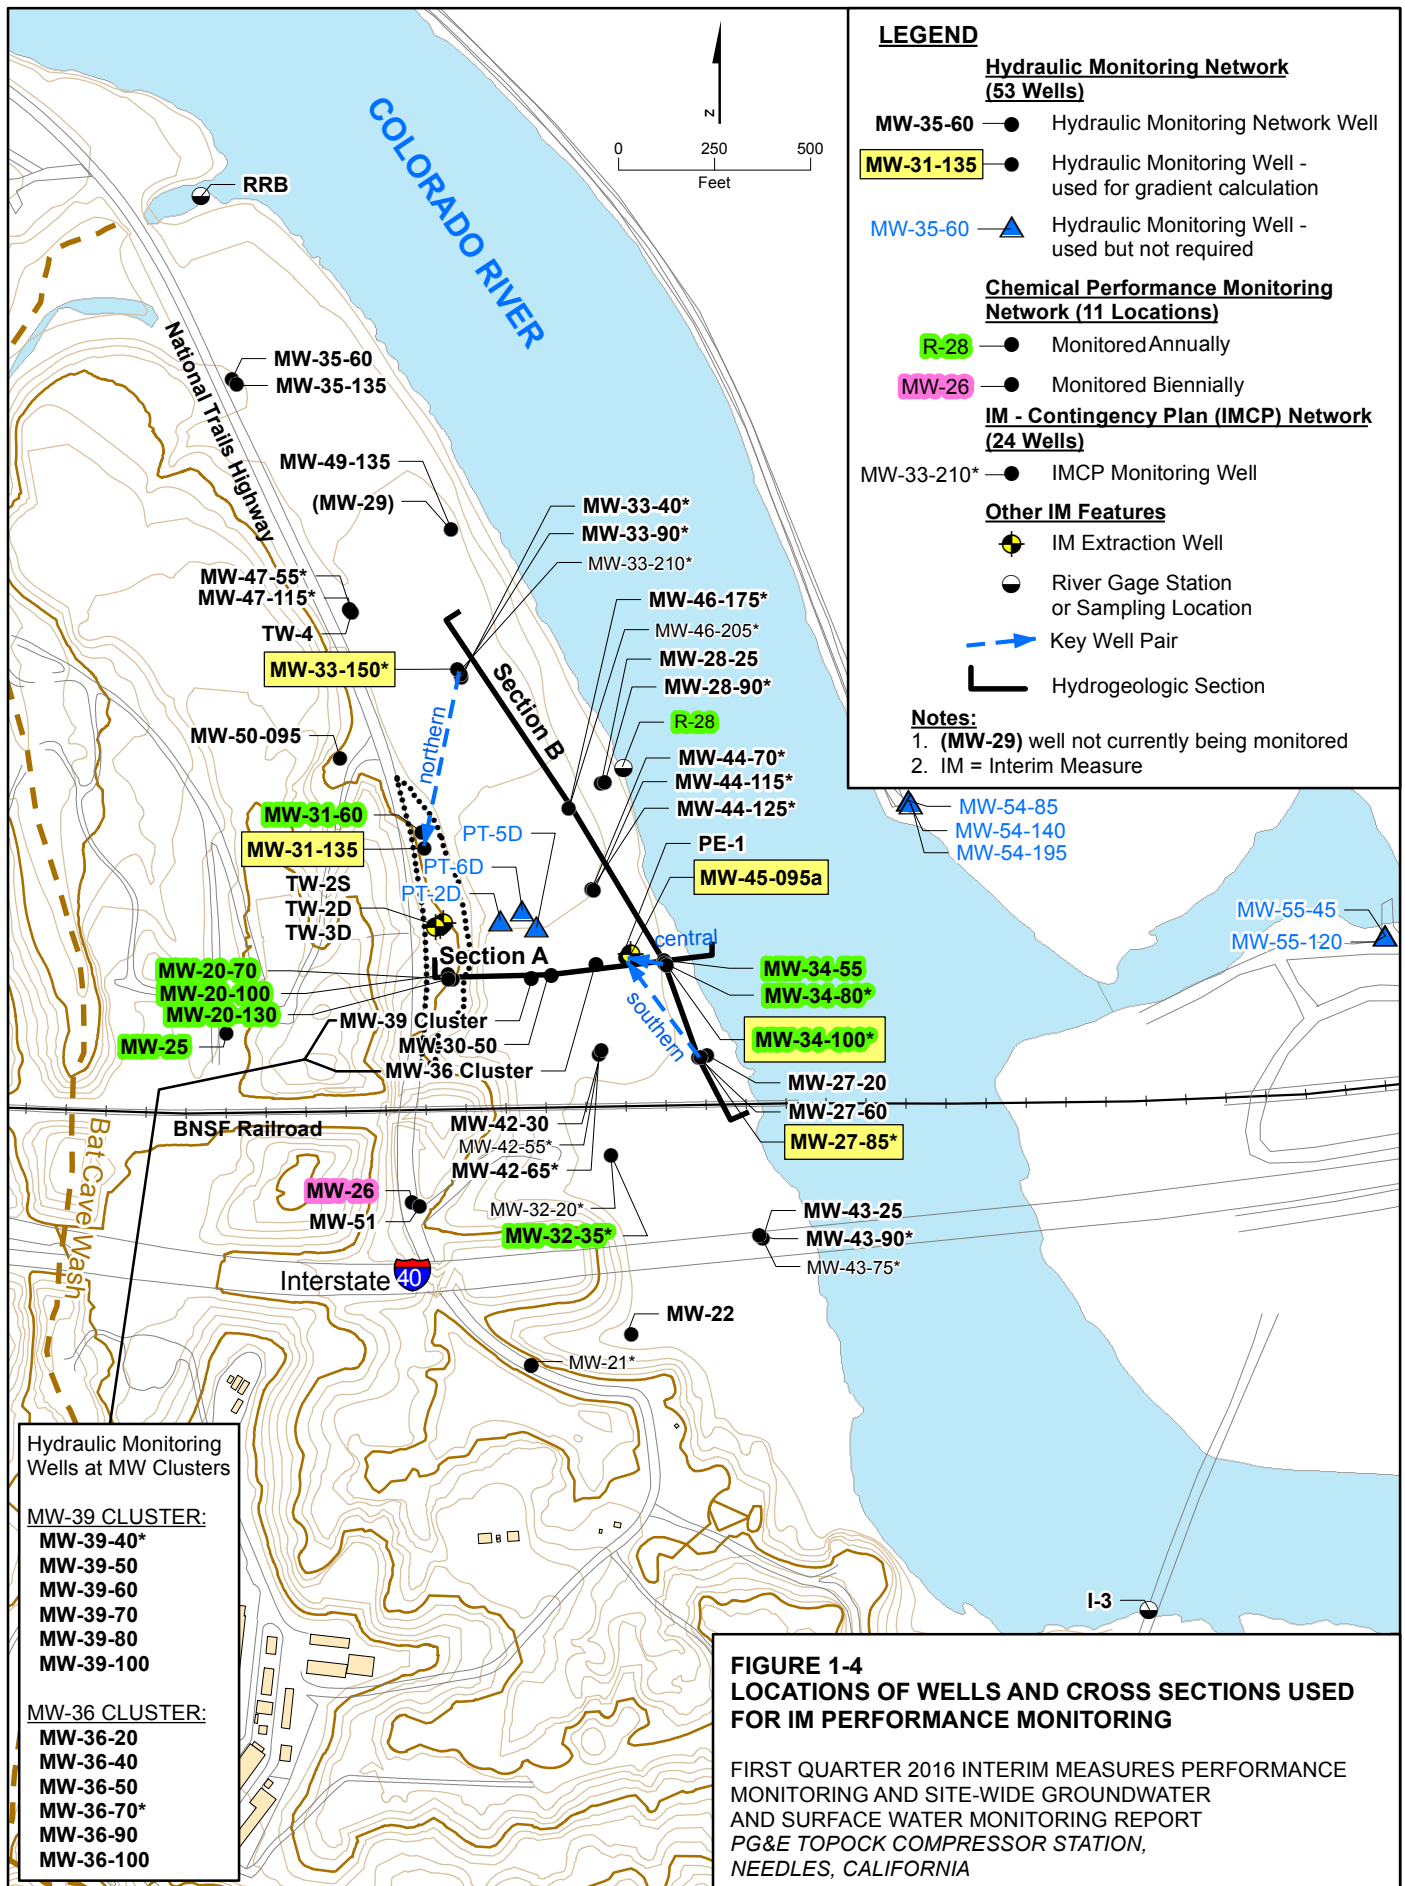 LEGEND
Hydraulic Monitoring Network
(53 Wells)
MW-35-60
Hydraulic Monitoring Network Well
MW-31-135
Hydraulic Monitoring Well -
used for gradient calculation
MW-35-60
Hydraulic Monitoring Well -
used but not required
Chemical Performance Monitoring
Network (11 Locations)
R-28
Monitored Annually
MW-26
Monitored Biennially
IM - Contingency Plan (IMCP) Network
(24 Wells)
MW-33-210*
IMCP Monitoring Well
Other IM Features
IM Extraction Well
River Gage Station
or Sampling Location
Key Well Pair
Hydrogeologic Section
Notes:
1. (MW-29) well not currently being monitored
2. IM = Interim Measure
N
0 250 500
Feet
COLORADO RIVER
RRB
National Trails Highway
MW-35-60
MW-35-135
MW-49-135
(MW-29)
MW-33-40*
MW-33-90*
MW-33-210*
MW-47-55*
MW-47-115*
TW-4
MW-46-175*
MW-46-205*
MW-28-25
MW-28-90*
MW-33-150*
Section B
northern
R-28
MW-50-095
MW-44-70*
MW-44-115*
MW-44-125*
MW-54-85
MW-54-140
MW-54-195
MW-31-60
MW-31-135
PT-5D
PT-6D
PT-2D
PE-1
MW-45-095a
TW-2S
TW-2D
TW-3D
MW-55-45
MW-55-120
central
Section A
MW-20-70
MW-20-100
MW-20-130
MW-34-55
MW-34-80*
southern
MW-39 Cluster
MW-25
MW-30-50
MW-34-100*
MW-36 Cluster
MW-27-20
MW-27-60
MW-27-85*
BNSF Railroad
Bat Cave Wash
MW-42-30
MW-42-55*
MW-42-65*
MW-26
MW-51
MW-32-20*
MW-32-35*
MW-43-25
MW-43-90*
MW-43-75*
Interstate 40
MW-22
MW-21*
Hydraulic Monitoring
Wells at MW Clusters
MW-39 CLUSTER:
MW-39-40*
MW-39-50
MW-39-60
MW-39-70
MW-39-80
MW-39-100
MW-36 CLUSTER:
MW-36-20
MW-36-40
MW-36-50
MW-36-70*
MW-36-90
MW-36-100
I-3
FIGURE 1-4
LOCATIONS OF WELLS AND CROSS SECTIONS USED
FOR IM PERFORMANCE MONITORING
FIRST QUARTER 2016 INTERIM MEASURES PERFORMANCE
MONITORING AND SITE-WIDE GROUNDWATER
AND SURFACE WATER MONITORING REPORT
PG&E TOPOCK COMPRESSOR STATION,
NEEDLES, CALIFORNIA